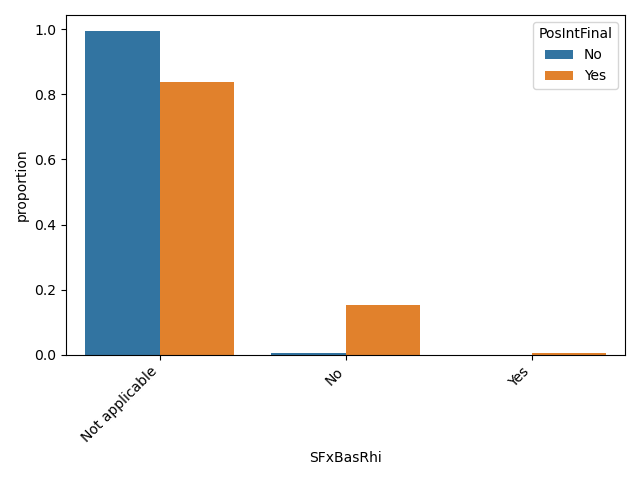 PosIntFinal
No
Yes
1.0
0.8
0.6
0.4
0.2
0.0
proportion
Not applicable
No
Yes
SFxBasRhi